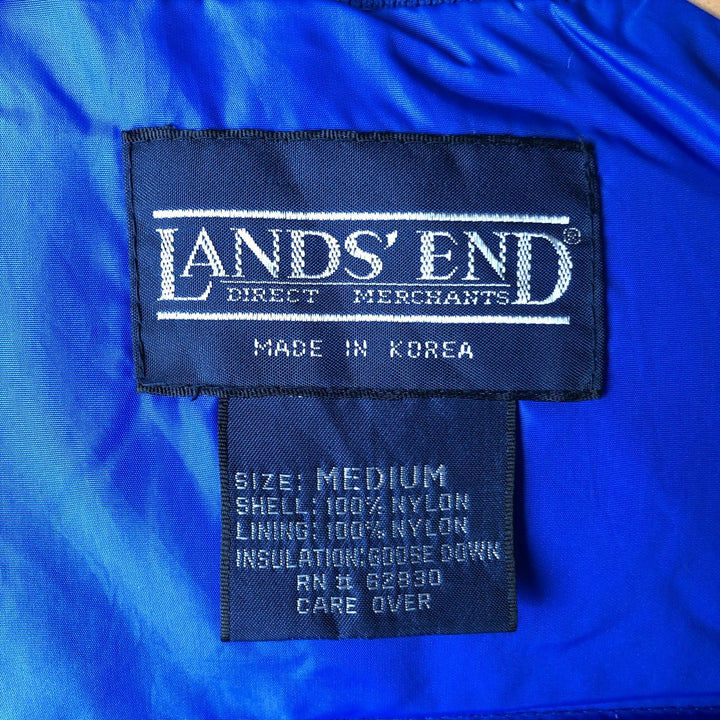 LANDS' END®
DIRECT MERCHANTS
MADE IN KOREA
SIZE: MEDIUM
SHELL: 100% NYLON
LINING: 100% NYLON
INSULATION: GOOSE DOWN
RN # 62830
CARE OVER